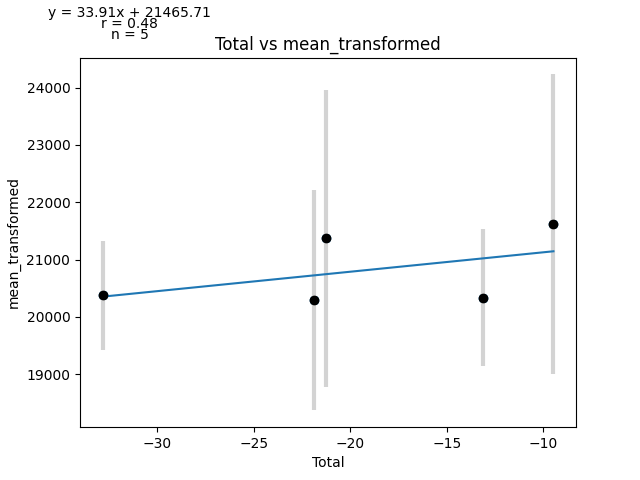 y = 33.91x + 21465.71
r = 0.48
n = 5
Total vs mean_transformed
24000
23000
22000
21000
20000
19000
mean_transformed
−30
−25
−20
−15
−10
Total